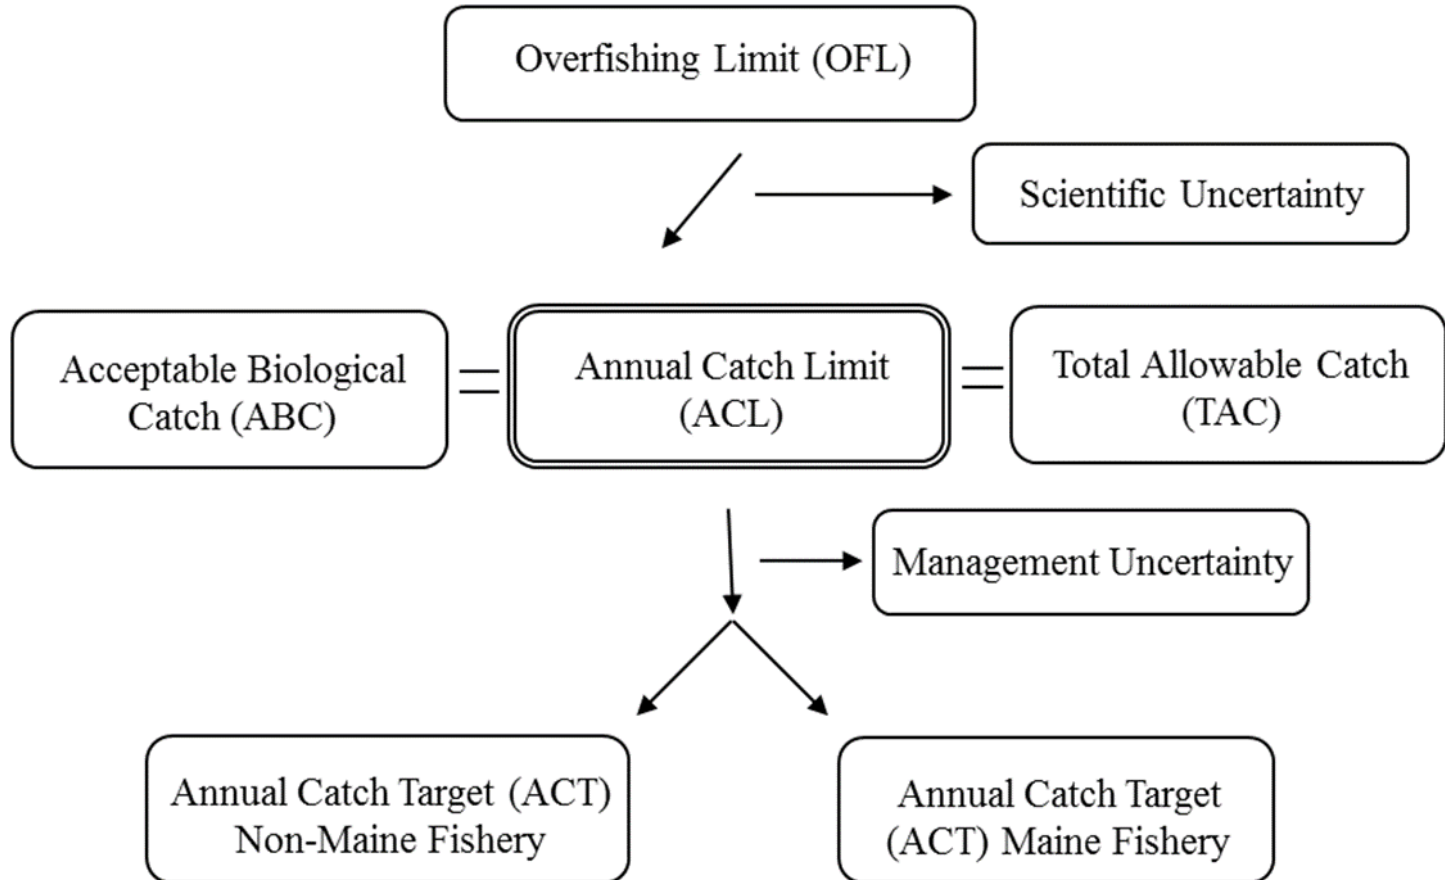 Overfishing Limit (OFL)
Scientific Uncertainty
Acceptable Biological
Catch (ABC)
=
Annual Catch Limit
(ACL)
=
Total Allowable Catch
(TAC)
Management Uncertainty
Annual Catch Target (ACT)
Non-Maine Fishery
Annual Catch Target
(ACT) Maine Fishery